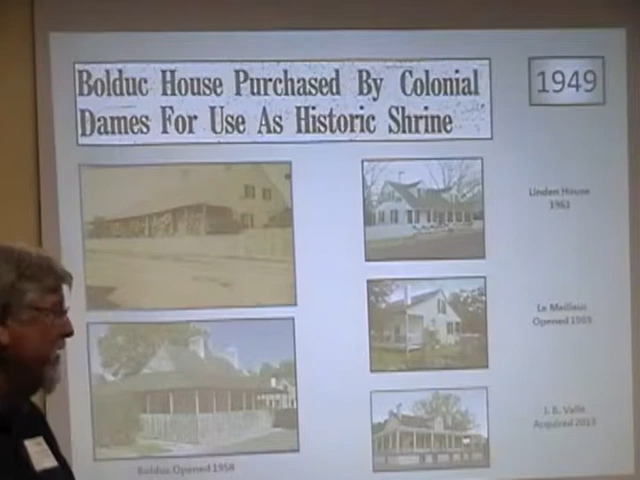 Bolduc House Purchased By Colonial
Dames For Use As Historic Shrine
1949
Linden House
1961
Le Meilleur
Opened 1969
J. B. Valle
Acquired 2013
Bolduc Opened 1958